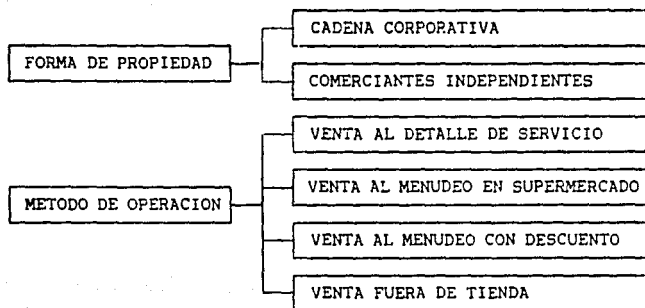 CADENA CORPORATIVA
FORMA DE PROPIEDAD
COMERCIANTES INDEPENDIENTES
VENTA AL DETALLE DE SERVICIO
VENTA AL MENUDEO EN SUPERMERCADO
METODO DE OPERACION
VENTA AL MENUDEO CON DESCUENTO
VENTA FUERA DE TIENDA